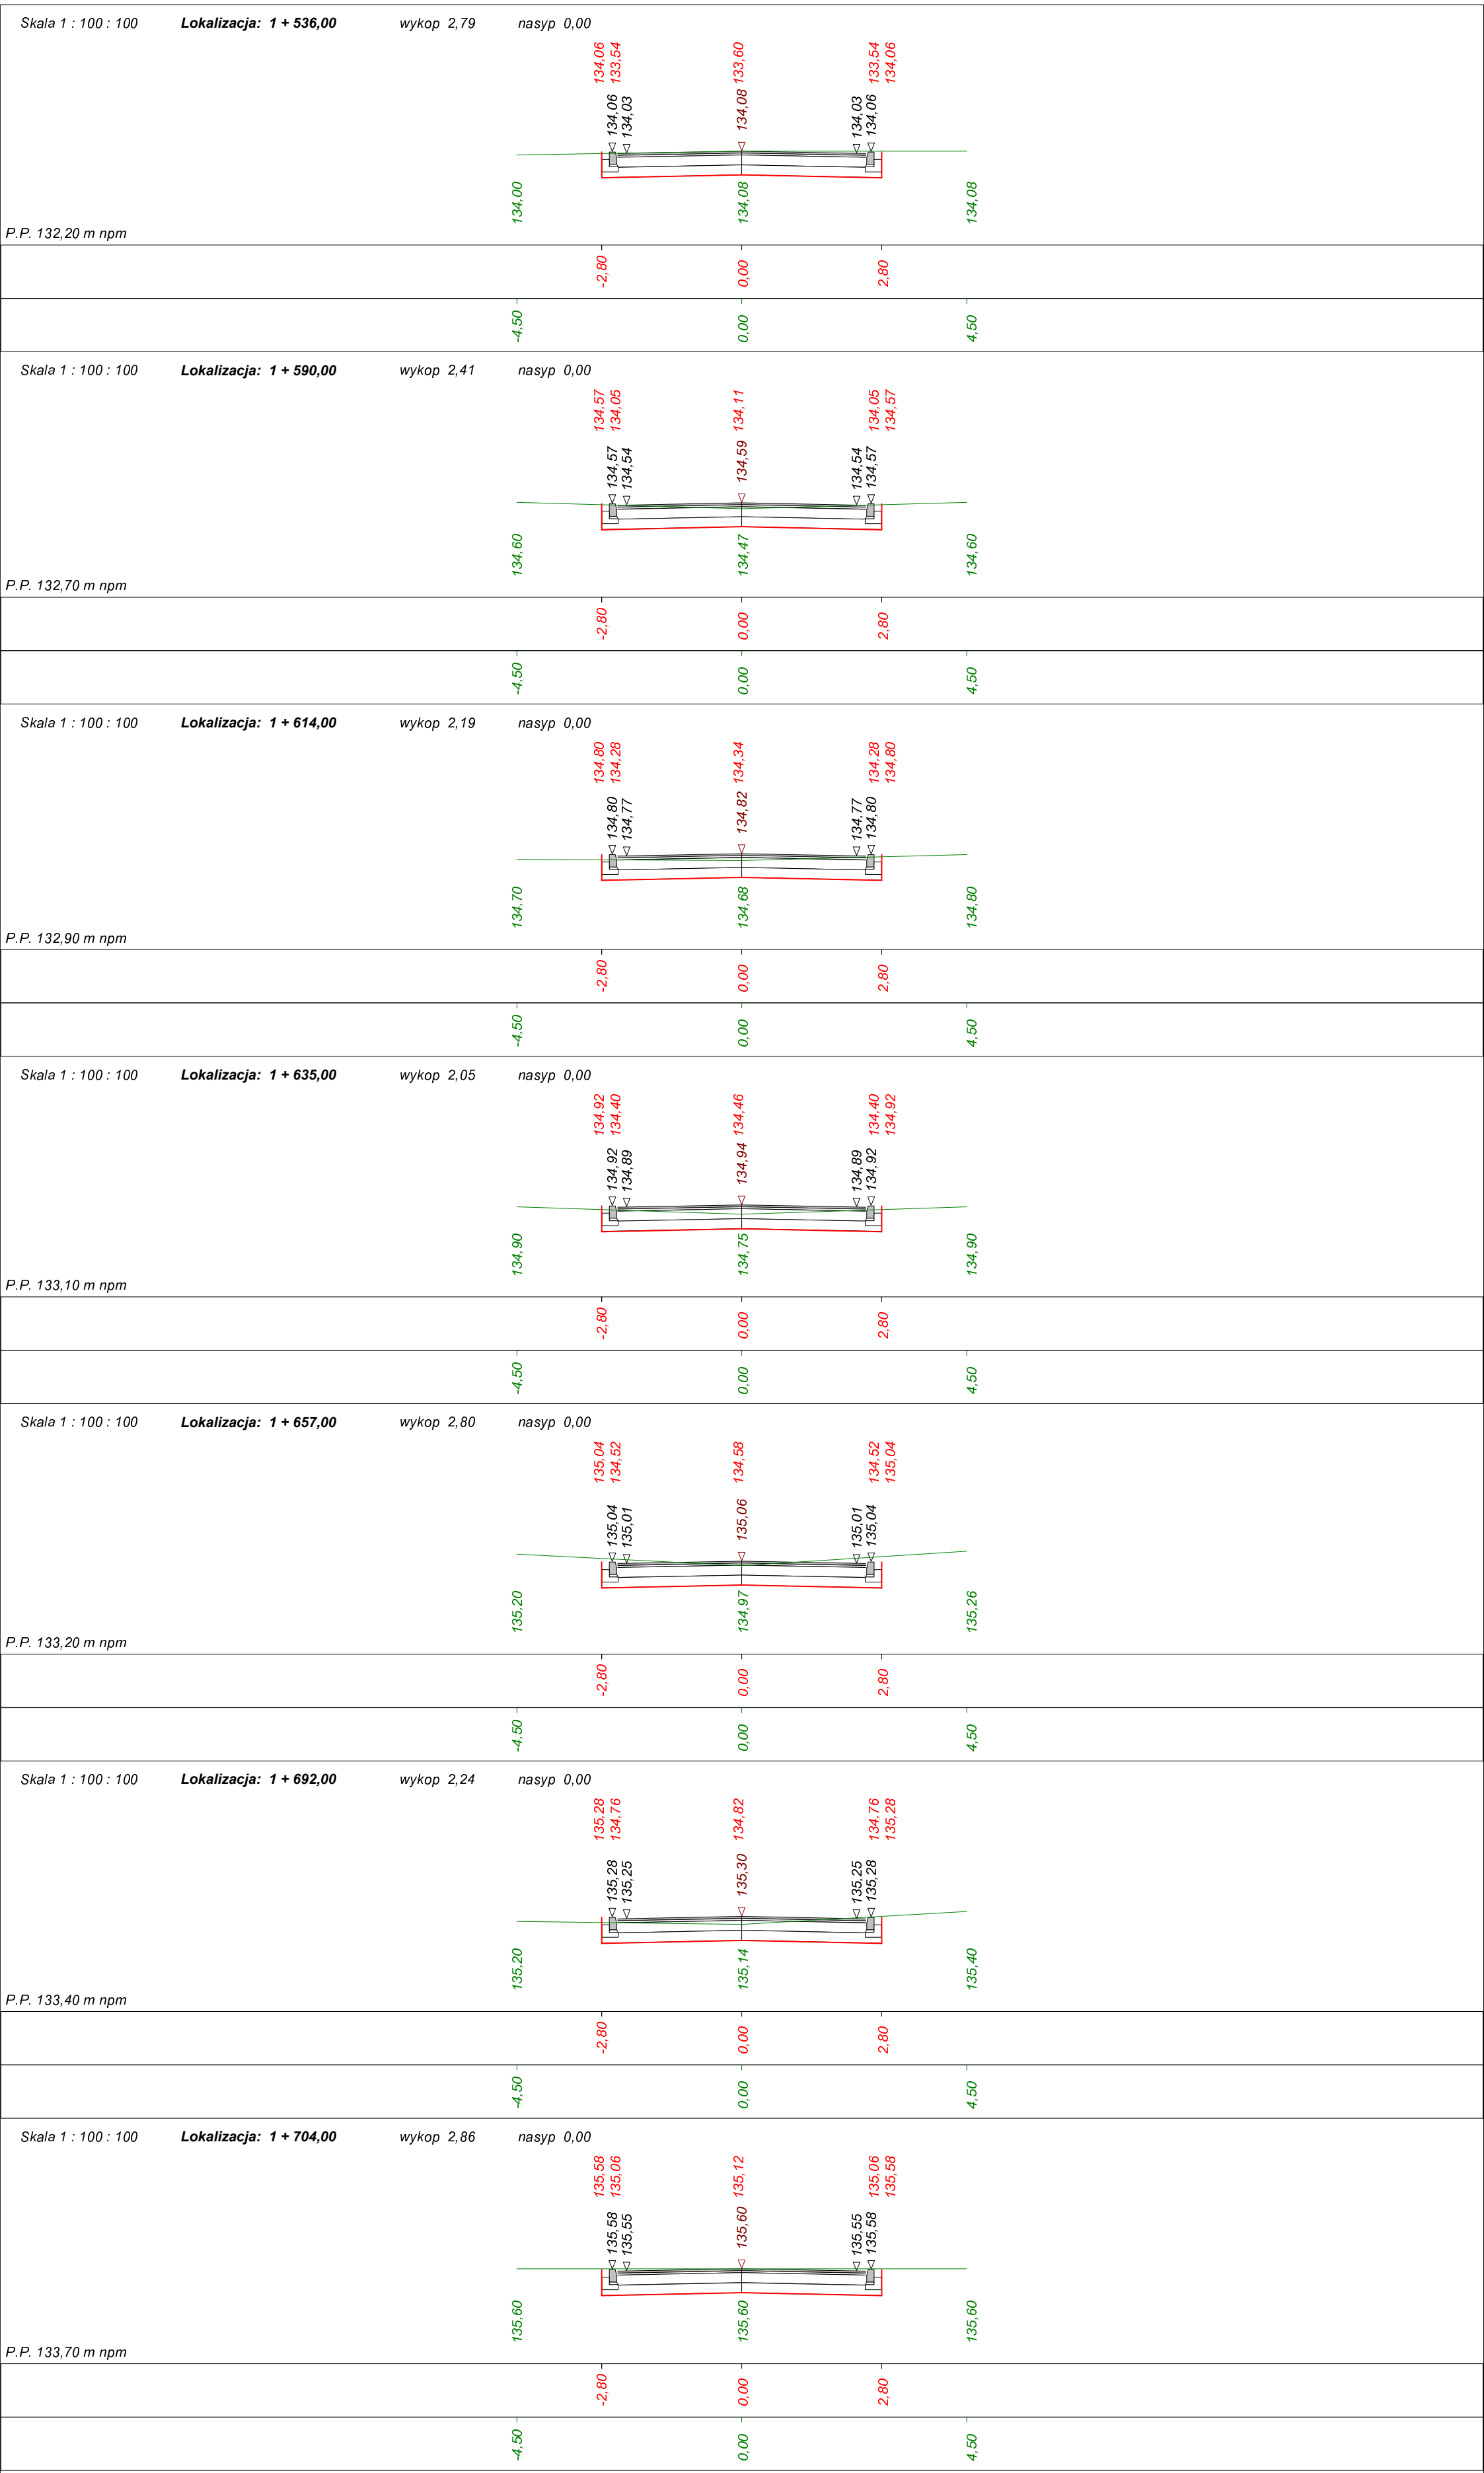 Skala 1 : 100 : 100 Lokalizacja: 1 + 536,00 wykop 2,79 nasyp 0,00
134,06 133,54 133,60 133,54 134,06
134,06 134,03 134,08 134,03 134,06
134,00 134,08 134,08
P.P. 132,20 m npm
-2,80 0,00 2,80
-4,50 0,00 4,50
Skala 1 : 100 : 100 Lokalizacja: 1 + 590,00 wykop 2,41 nasyp 0,00
134,57 134,05 134,11 134,05 134,57
134,57 134,54 134,59 134,54 134,57
134,60 134,47 134,60
P.P. 132,70 m npm
-2,80 0,00 2,80
-4,50 0,00 4,50
Skala 1 : 100 : 100 Lokalizacja: 1 + 614,00 wykop 2,19 nasyp 0,00
134,80 134,28 134,34 134,28 134,80
134,80 134,77 134,82 134,77 134,80
134,70 134,68 134,80
P.P. 132,90 m npm
-2,80 0,00 2,80
-4,50 0,00 4,50
Skala 1 : 100 : 100 Lokalizacja: 1 + 635,00 wykop 2,05 nasyp 0,00
134,92 134,40 134,46 134,40 134,92
134,92 134,89 134,94 134,89 134,92
134,90 134,75 134,90
P.P. 133,10 m npm
-2,80 0,00 2,80
-4,50 0,00 4,50
Skala 1 : 100 : 100 Lokalizacja: 1 + 657,00 wykop 2,80 nasyp 0,00
135,04 134,52 134,58 134,52 135,04
135,04 135,01 135,06 135,01 135,04
135,20 134,97 135,26
P.P. 133,20 m npm
-2,80 0,00 2,80
-4,50 0,00 4,50
Skala 1 : 100 : 100 Lokalizacja: 1 + 692,00 wykop 2,24 nasyp 0,00
135,28 134,76 134,82 134,76 135,28
135,28 135,25 135,30 135,25 135,28
135,20 135,14 135,40
P.P. 133,40 m npm
-2,80 0,00 2,80
-4,50 0,00 4,50
Skala 1 : 100 : 100 Lokalizacja: 1 + 704,00 wykop 2,86 nasyp 0,00
135,58 135,06 135,12 135,06 135,58
135,58 135,55 135,60 135,55 135,58
135,60 135,60 135,60
P.P. 133,70 m npm
-2,80 0,00 2,80
-4,50 0,00 4,50